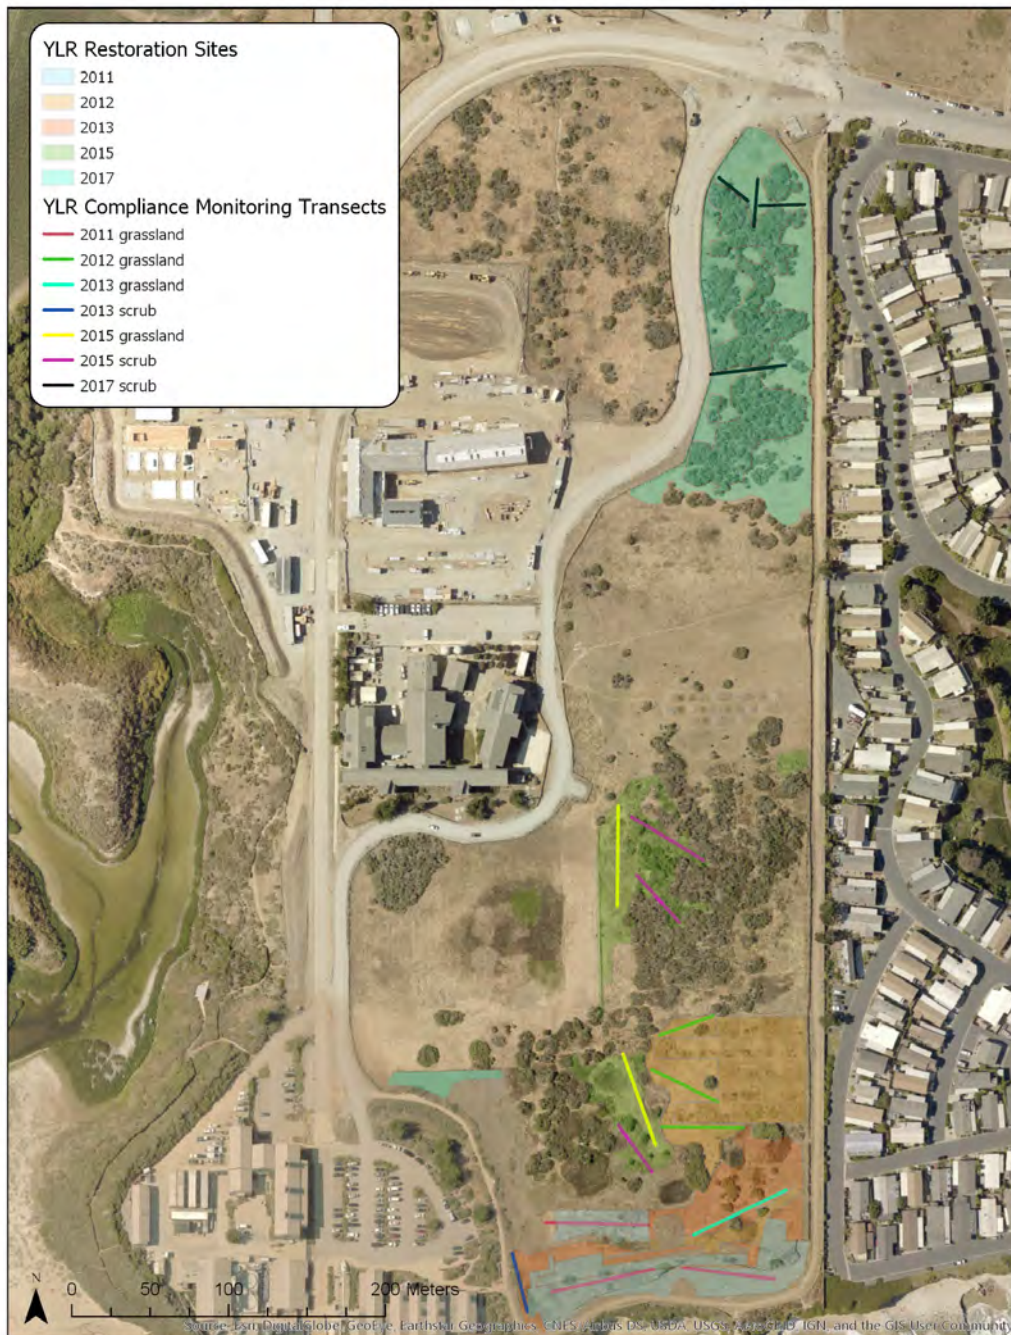 YLR Restoration Sites
2011
2012
2013
2015
2017
YLR Compliance Monitoring Transects
2011 grassland
2012 grassland
2013 grassland
2013 scrub
2015 grassland
2015 scrub
2017 scrub
N
0 50 100 200 Meters
Source: Esri, DigitalGlobe, GeoEye, Earthstar Geographics, CNES/Airbus DS, USDA, USGS, IGN, and the GIS User Community